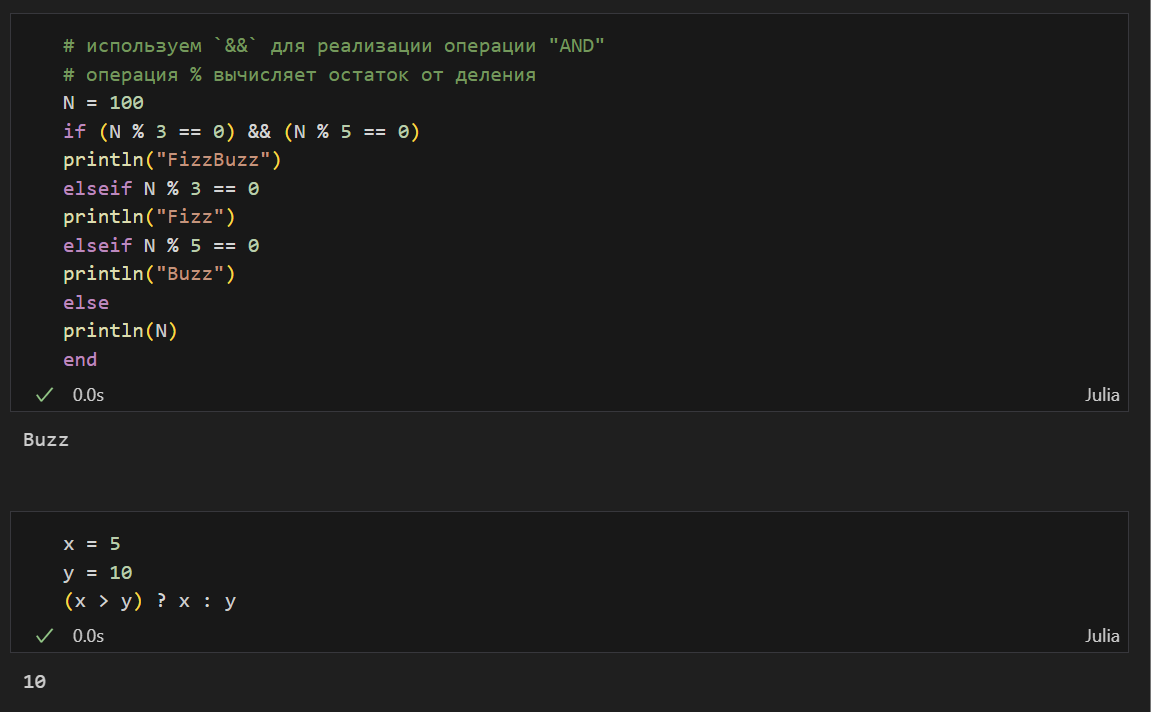 # используем `&&` для реализации операции "AND"
# операция % вычисляет остаток от деления
N = 100
if (N % 3 == 0) && (N % 5 == 0)
println("FizzBuzz")
elseif N % 3 == 0
println("Fizz")
elseif N % 5 == 0
println("Buzz")
else
println(N)
end
0.0s Julia
Buzz
x = 5
y = 10
(x > y) ? x : y
0.0s Julia
10